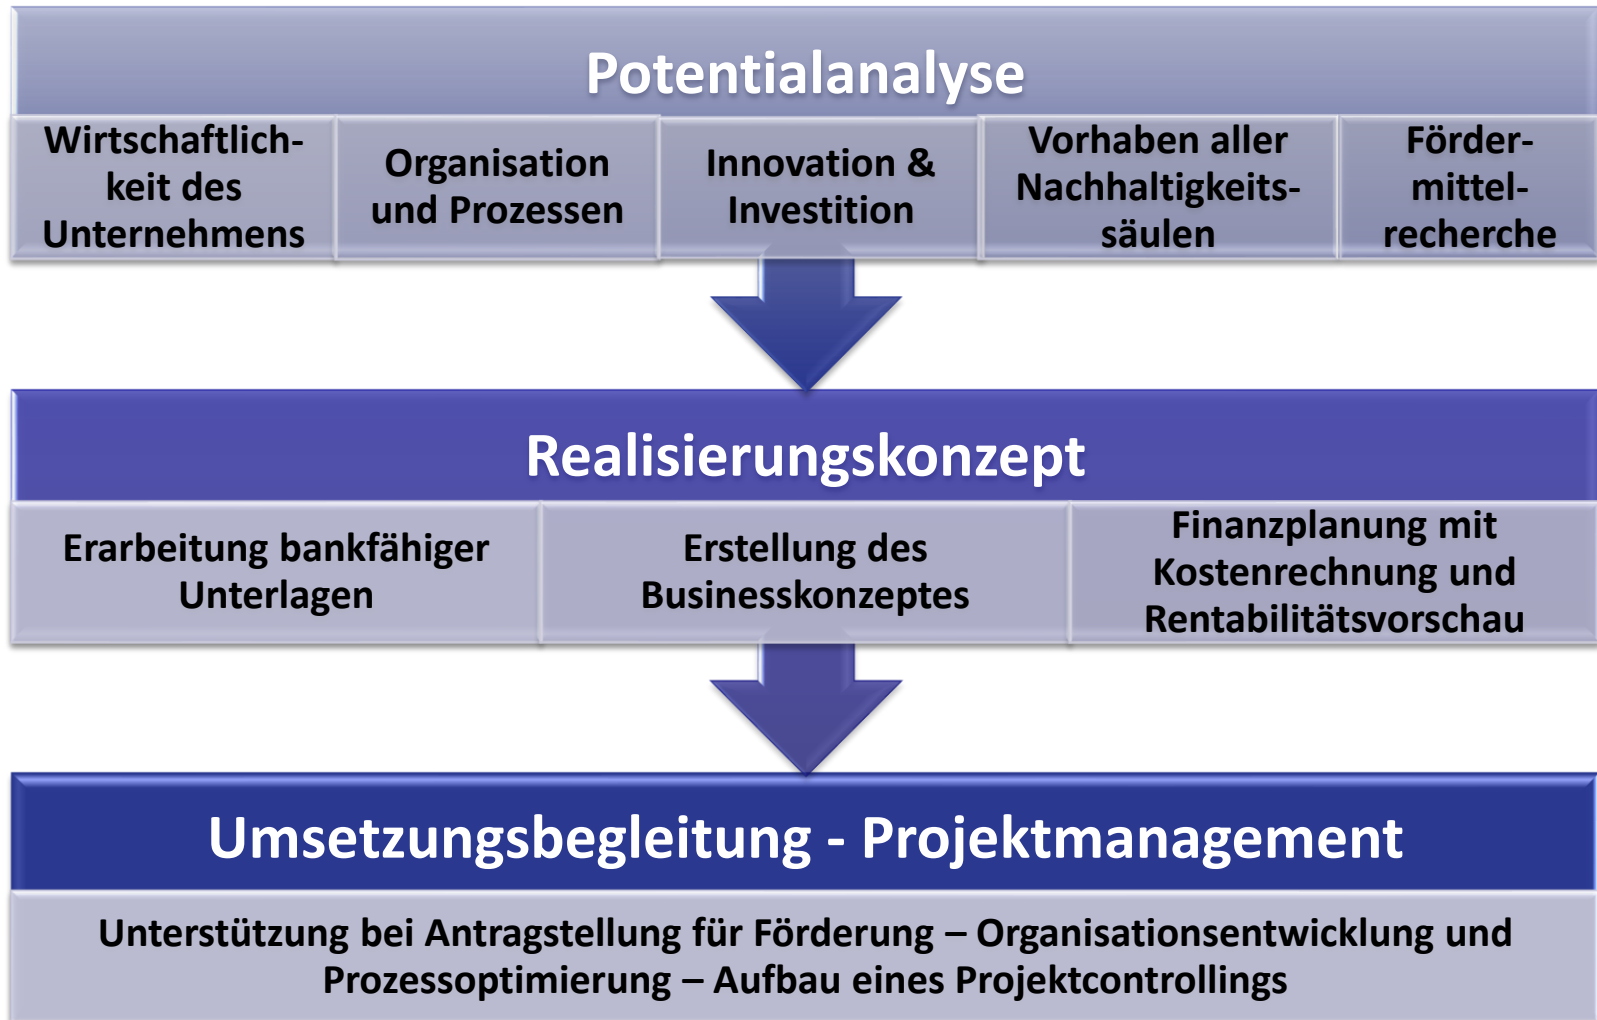 Potentialanalyse
Wirtschaftlich-
keit des
Unternehmens
Organisation
und Prozessen
Innovation &
Investition
Vorhaben aller
Nachhaltigkeits-
säulen
Förder-
mittel-
recherche
Realisierungskonzept
Erarbeitung bankfähiger
Unterlagen
Erstellung des
Businesskonzeptes
Finanzplanung mit
Kostenrechnung und
Rentabilitätsvorschau
Umsetzungsbegleitung - Projektmanagement
Unterstützung bei Antragstellung für Förderung – Organisationsentwicklung und
Prozessoptimierung – Aufbau eines Projektcontrollings